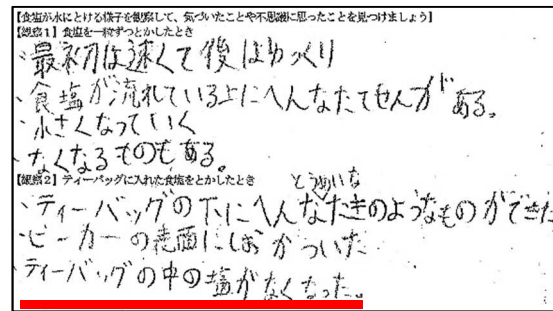 【食塩が水にとける様子を観察して、気づいたことや不思議に思ったことを見つけましょう】
【観察1】食塩を一粒ずつとかしたとき
・最初は速くて後はゆっくり
・食塩が流れている上にへんなたてせんがある。
・小さくなっていく
・なくなるものもある。
【観察2】ティーバッグに入れた食塩をとかしたとき
とうめいな
・ティーバッグの下にへんなたきのようなものができた
・ビーカーの表面にしおがついた
・ティーバッグの中の塩がなくなった。